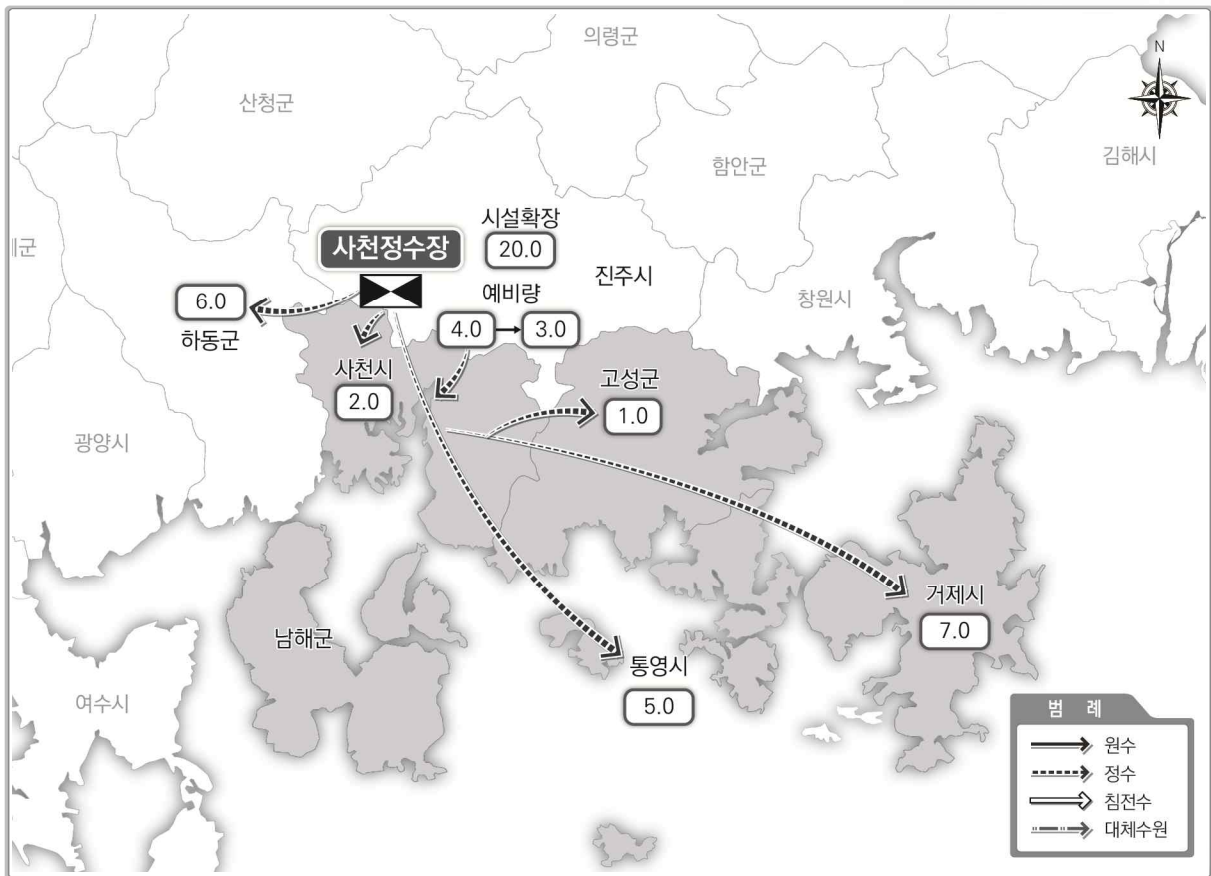 의령군
N
산청군
함안군
김해시
시설확장
20.0
사천정수장
진주시
군
예비량
4.0
3.0
6.0
하동군
창원시
사천시
2.0
고성군
1.0
광양시
거제시
7.0
남해군
통영시
5.0
여수시
범 례
원수
정수
침전수
대체수원